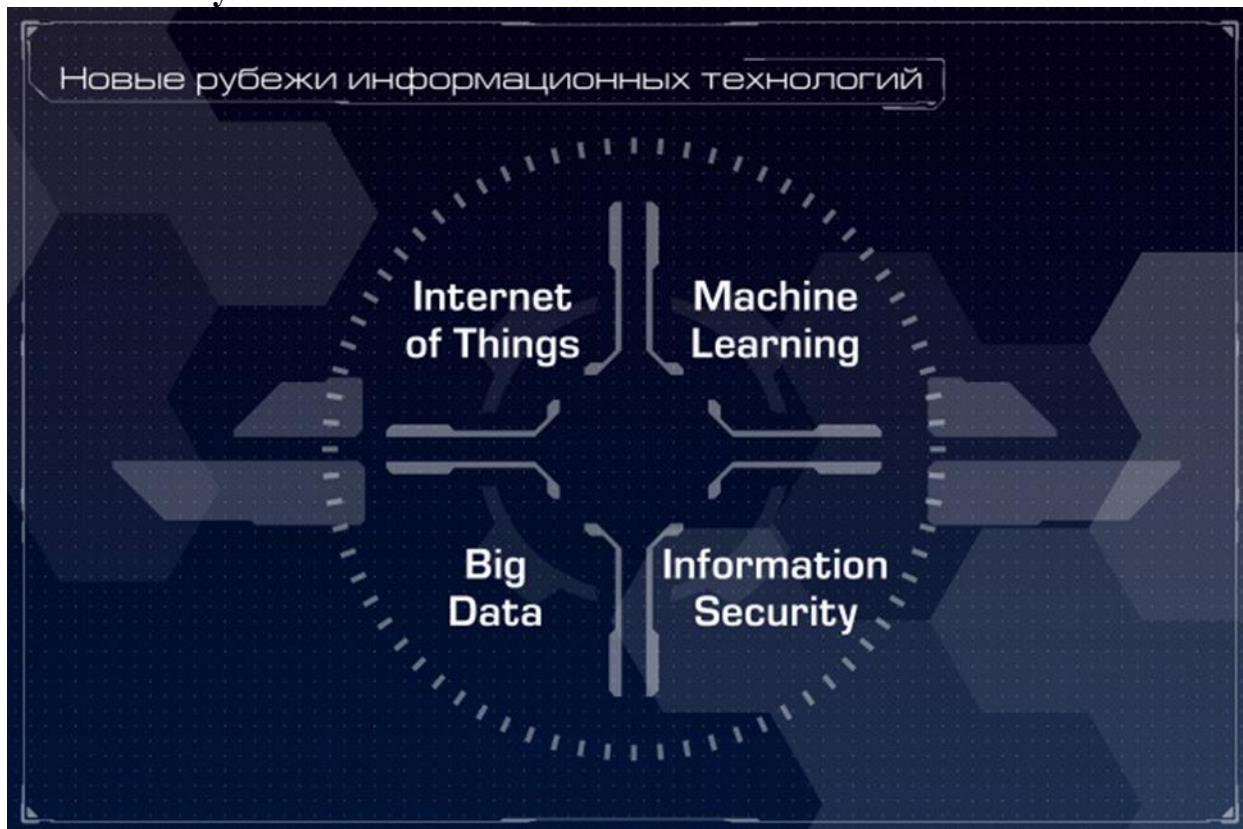 Новые рубежи информационных технологий
Internet
of Things
Machine
Learning
Big
Data
Information
Security